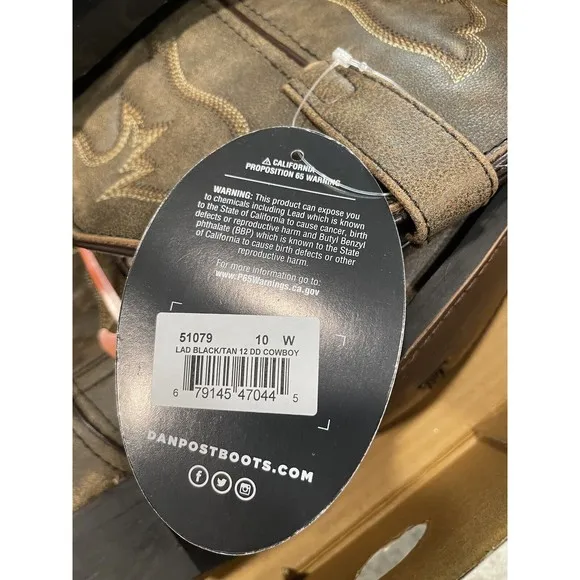 ⚠ CALIFORNIA
PROPOSITION 65 WARNING
WARNING: This product can expose you
to chemicals including Lead which is known
to the State of California to cause cancer, birth
defects or reproductive harm and Butyl Benzyl
phthalate (BBP) which is known to the State
of California to cause birth defects or other
reproductive harm.
For more information go to:
www.P65Warnings.ca.gov
51079 10 W
LAD BLACK/TAN 12 DD COWBOY
6 79145 47044 5
DANPOSTBOOTS.COM